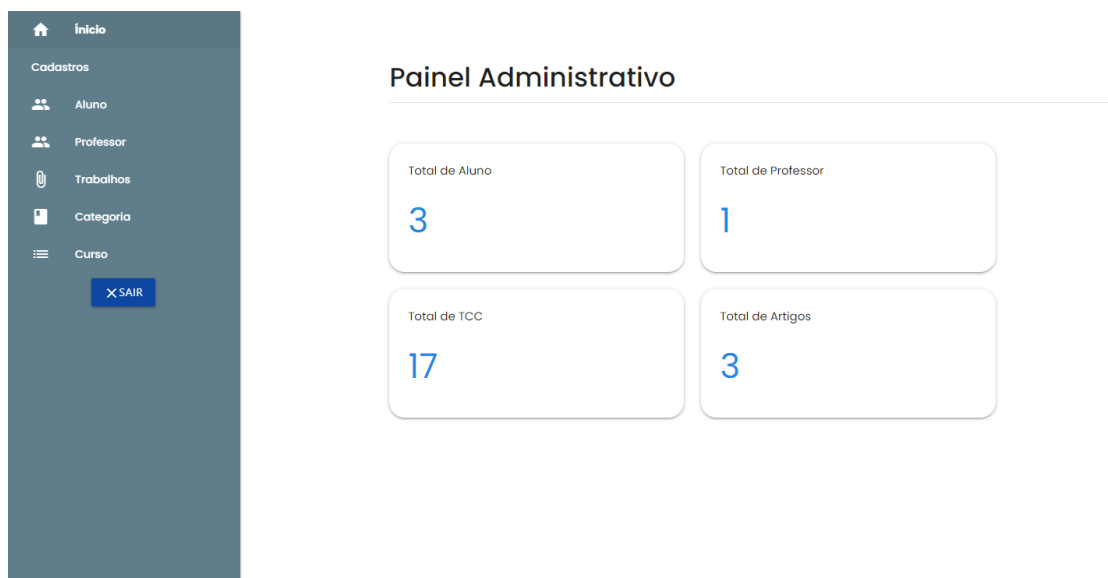 Ínicio
Cadastros
Aluno
Professor
Trabalhos
Categoria
Curso
SAIR
Painel Administrativo
Total de Aluno
3
Total de Professor
1
Total de TCC
17
Total de Artigos
3